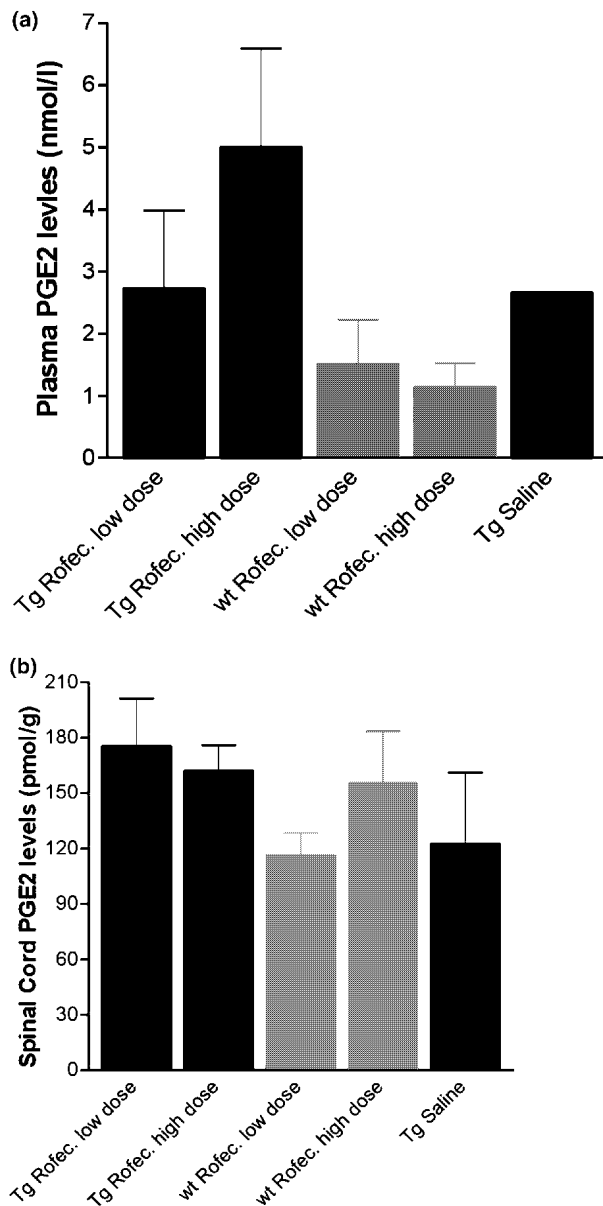 (a)
Plasma PGE2 levles (nmol/l)
7
6
5
4
3
2
1
0
Tg Rofec. low dose
Tg Rofec. high dose
wt Rofec. low dose
wt Rofec. high dose
Tg Saline
(b)
Spinal Cord PGE2 levels (pmol/g)
210
180
150
120
90
60
30
0
Tg Rofec. low dose
Tg Rofec. high dose
wt Rofec. low dose
wt Rofec. high dose
Tg Saline